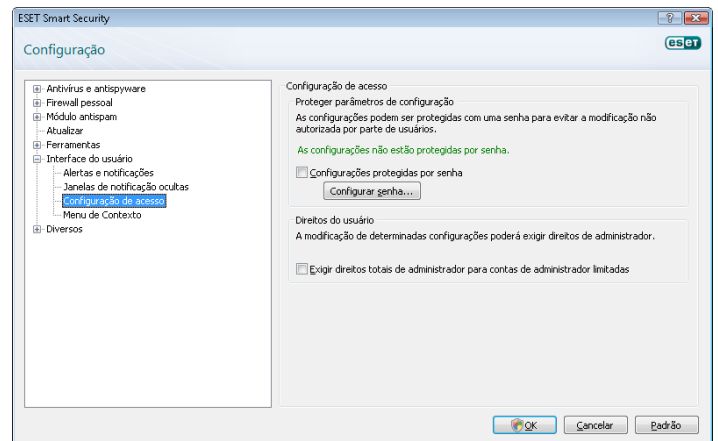 ESET Smart Security
Configuração
eset
Antivírus e antispyware
Firewall pessoal
Módulo antispam
Atualizar
Ferramentas
Interface do usuário
Alertas e notificações
Janelas de notificação ocultas
Configuração de acesso
Menu de Contexto
Diversos
Configuração de acesso
Proteger parâmetros de configuração
As configurações podem ser protegidas com uma senha para evitar a modificação não
autorizada por parte de usuários.
As configurações não estão protegidas por senha.
Configurações protegidas por senha
Configurar senha...
Direitos do usuário
A modificação de determinadas configurações poderá exigir direitos de administrador.
Exigir direitos totais de administrador para contas de administrador limitadas
OK
Cancelar
Padrão